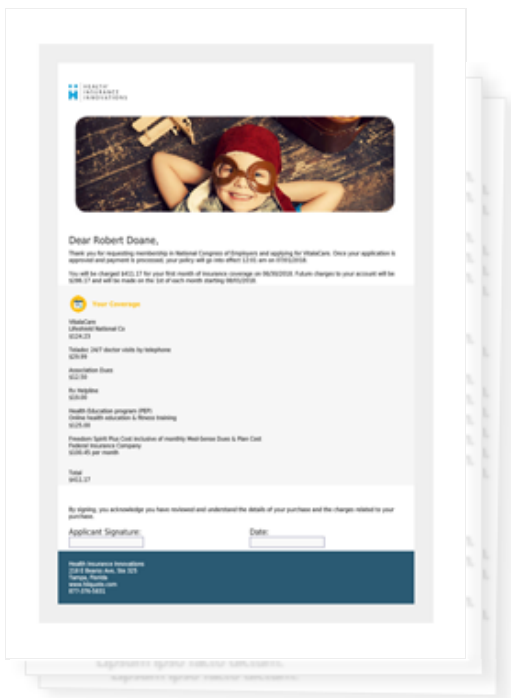 HEALTH
INSURANCE
INNOVATIONS
Dear Robert Doane,
Thank you for requesting membership in National Congress of Employers and applying for VitalaCare. Once your application is
approved and payment is processed, your policy will go into effect 12:01 am on 07/01/2018.
You will be charged $411.17 for your first month of insurance coverage on 06/30/2018. Future charges to your account will be
$286.17 and will be made on the 1st of each month starting 08/01/2018.
Your Coverage
VitalaCare
Lifeshield National Co
$124.23
Teladoc 24/7 doctor visits by telephone
$29.99
Association Dues
$12.50
Rx Helpline
$19.00
Health Education program (PEP)
Online health education & fitness training
$125.00
Freedom Spirit Plus Cost inclusive of monthly Med-Sense Dues & Plan Cost
Federal Insurance Company
$100.45 per month
Total
$411.17
By signing, you acknowledge you have reviewed and understand the details of your purchase and the charges related to your
purchase.
Applicant Signature: Date:
Health Insurance Innovations
218 E Bearss Ave, Ste 325
Tampa, Florida
www.hiiquote.com
877-376-5831